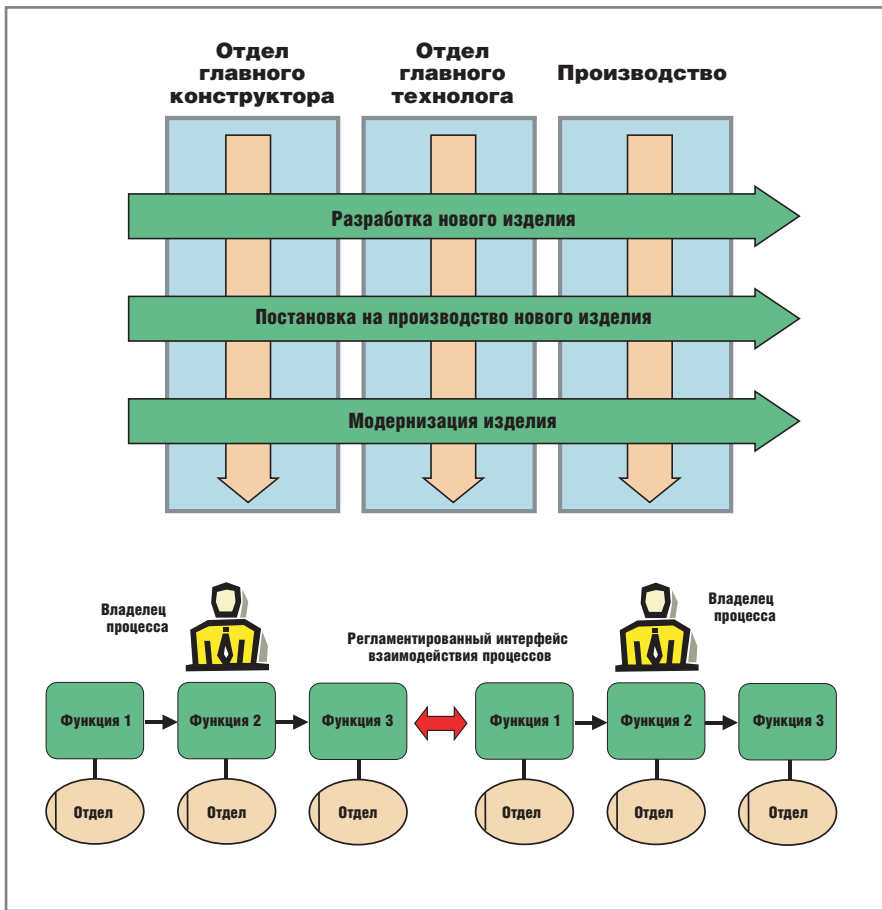 Отдел
главного
конструктора
Отдел
главного
технолога
Производство
Разработка нового изделия
Постановка на производство нового изделия
Модернизация изделия
Владелец
процесса
Регламентированный интерфейс
взаимодействия процессов
Владелец
процесса
Функция 1
Функция 2
Функция 3
Функция 1
Функция 2
Функция 3
Отдел
Отдел
Отдел
Отдел
Отдел
Отдел